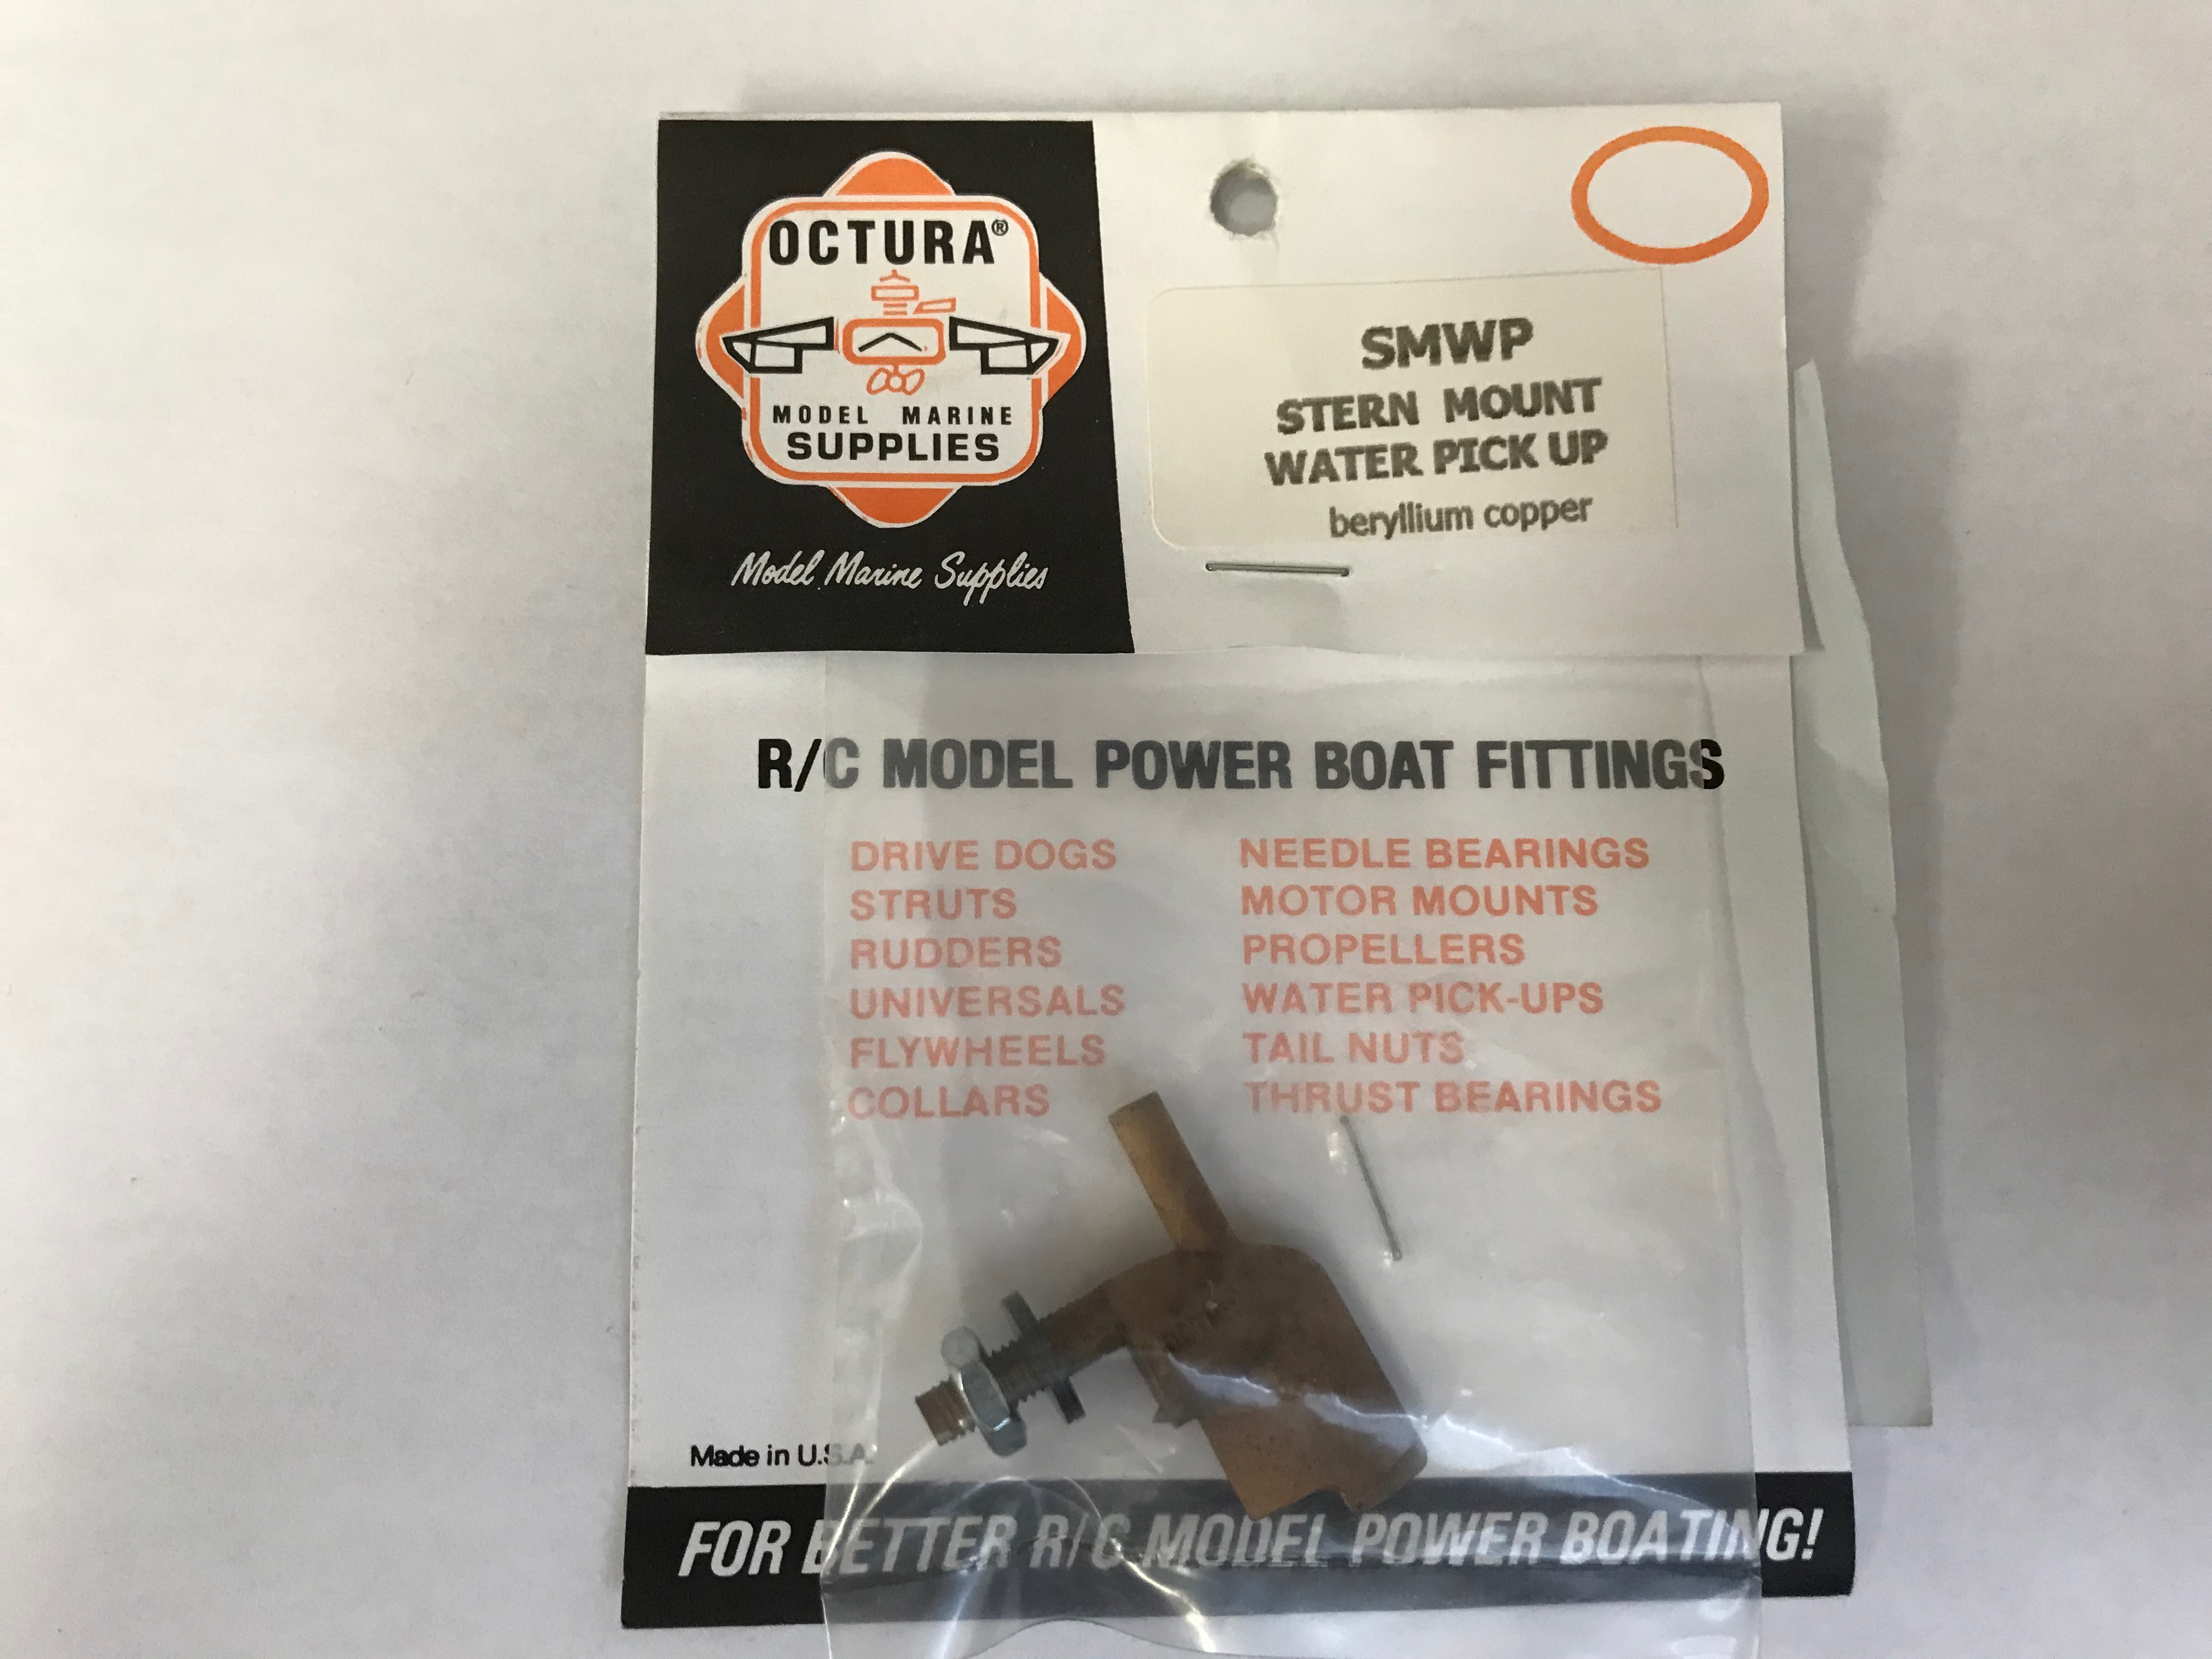 OCTURA®
MODEL MARINE
SUPPLIES
Model Marine Supplies
SMWP
STERN MOUNT
WATER PICK UP
beryllium copper
R/C MODEL POWER BOAT FITTINGS
DRIVE DOGS
STRUTS
RUDDERS
UNIVERSALS
FLYWHEELS
COLLARS
NEEDLE BEARINGS
MOTOR MOUNTS
PROPELLERS
WATER PICK-UPS
TAIL NUTS
THRUST BEARINGS
Made in U.S.A.
FOR BETTER R/C MODEL POWER BOATING!